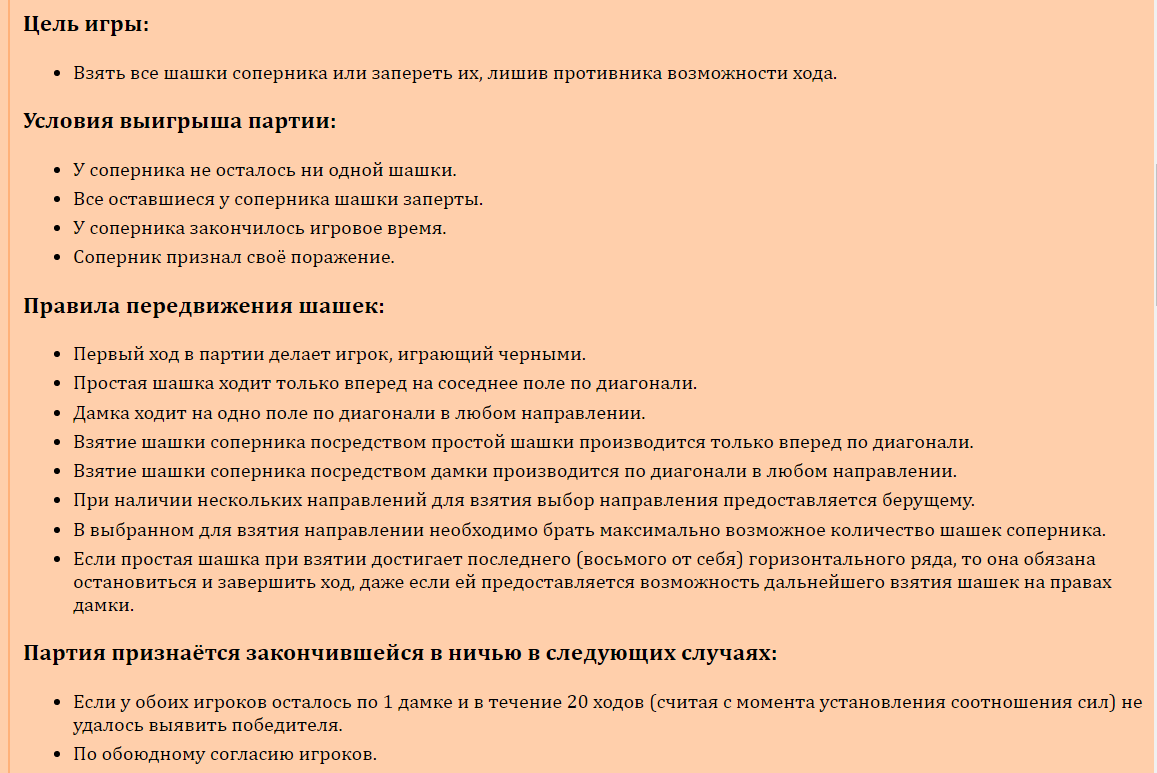 Цель игры:
• Взять все шашки соперника или запереть их, лишив противника возможности хода.
Условия выигрыша партии:
• У соперника не осталось ни одной шашки.
• Все оставшиеся у соперника шашки заперты.
• У соперника закончилось игровое время.
• Соперник признал своё поражение.
Правила передвижения шашек:
• Первый ход в партии делает игрок, играющий черными.
• Простая шашка ходит только вперед на соседнее поле по диагонали.
• Дамка ходит на одно поле по диагонали в любом направлении.
• Взятие шашки соперника посредством простой шашки производится только вперед по диагонали.
• Взятие шашки соперника посредством дамки производится по диагонали в любом направлении.
• При наличии нескольких направлений для взятия выбор направления предоставляется берущему.
• В выбранном для взятия направлении необходимо брать максимально возможное количество шашек соперника.
• Если простая шашка при взятии достигает последнего (восьмого от себя) горизонтального ряда, то она обязана
остановиться и завершить ход, даже если ей предоставляется возможность дальнейшего взятия шашек на правах
дамки.
Партия признаётся закончившейся в ничью в следующих случаях:
• Если у обоих игроков осталось по 1 дамке и в течение 20 ходов (считая с момента установления соотношения сил) не
удалось выявить победителя.
• По обоюдному согласию игроков.